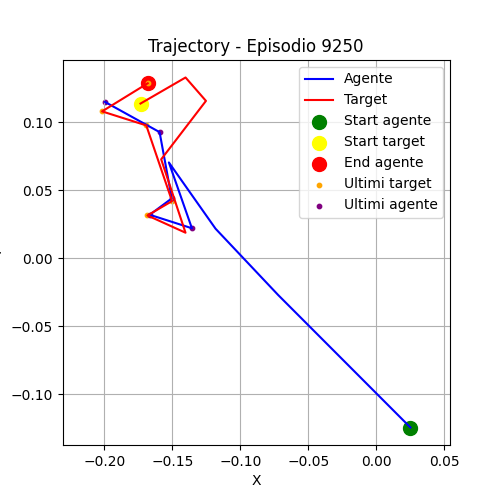 Trajectory - Episodio 9250
Agente
Target
Start agente
Start target
End agente
Ultimi target
Ultimi agente
0.10
0.05
0.00
−0.05
−0.10
−0.20
−0.15
−0.10
−0.05
0.00
0.05
X